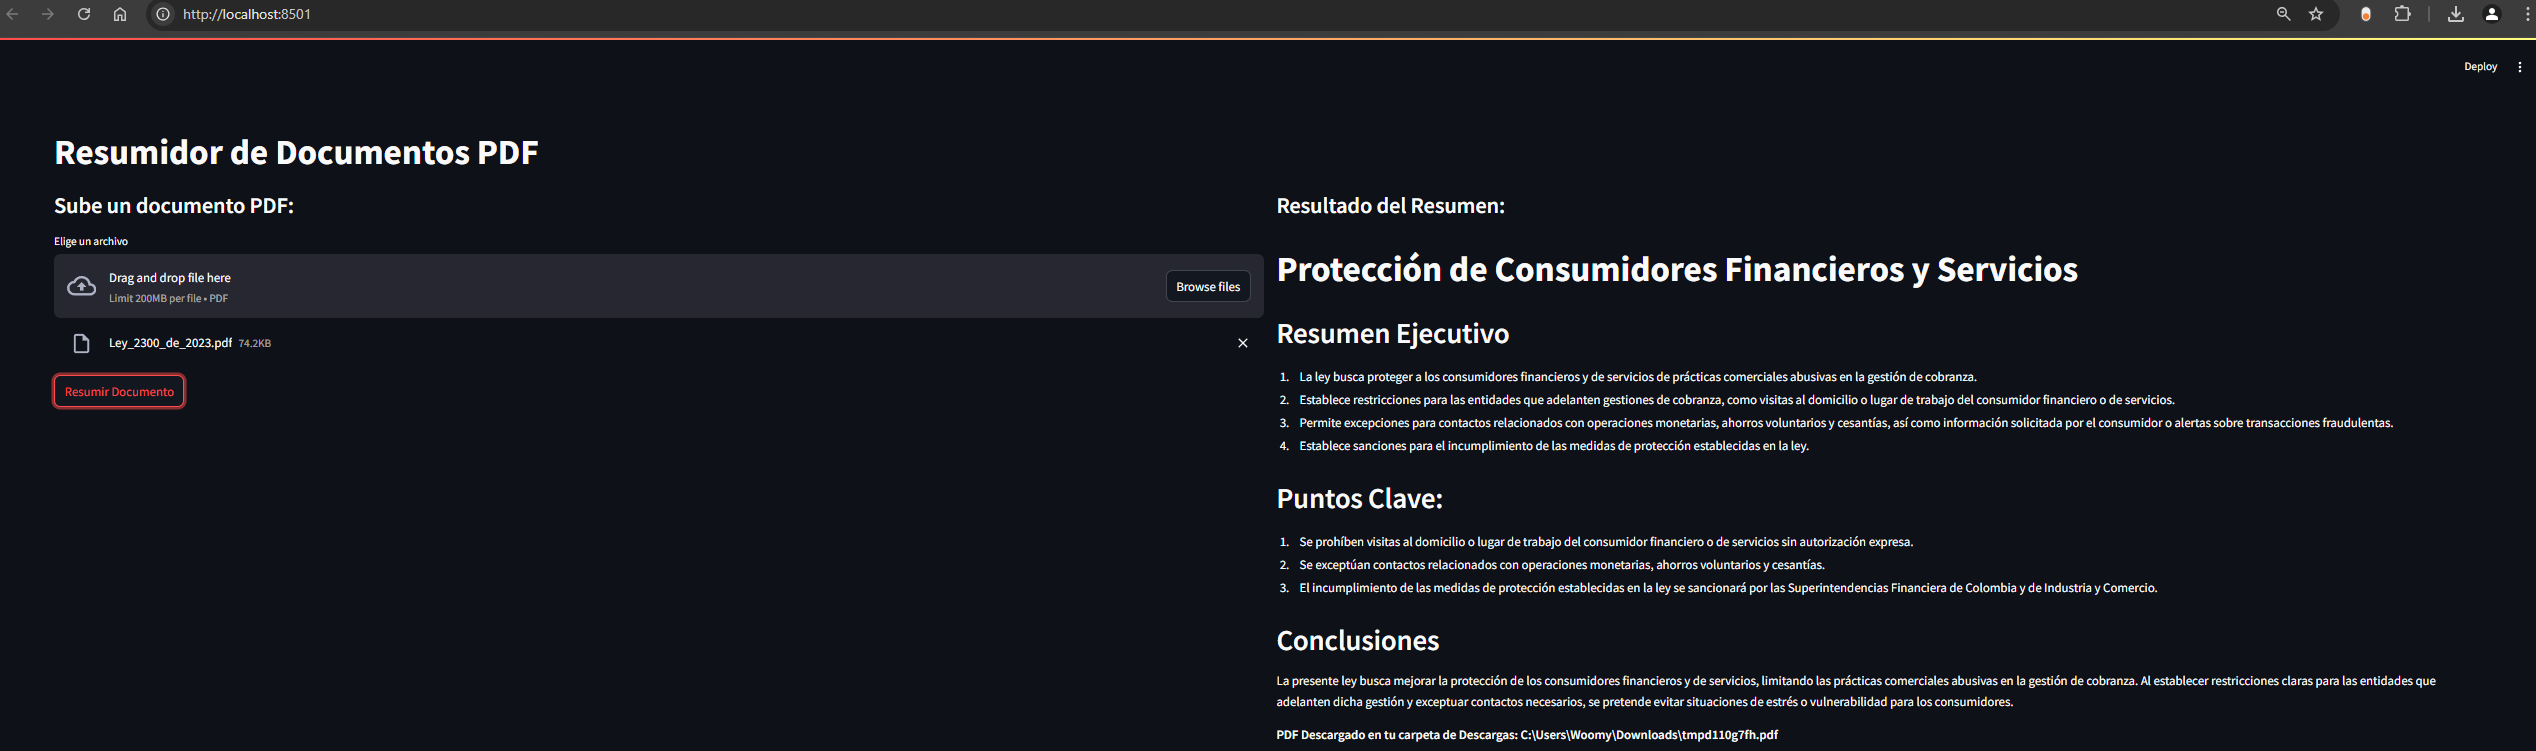 http://localhost:8501
Deploy
Resumidor de Documentos PDF
Sube un documento PDF:
Elige un archivo
Drag and drop file here
Limit 200MB per file • PDF
Browse files
Ley_2300_de_2023.pdf 74.2KB
Resumir Documento
Resultado del Resumen:
Protección de Consumidores Financieros y Servicios
Resumen Ejecutivo
1. La ley busca proteger a los consumidores financieros y de servicios de prácticas comerciales abusivas en la gestión de cobranza.
2. Establece restricciones para las entidades que adelanten gestiones de cobranza, como visitas al domicilio o lugar de trabajo del consumidor financiero o de servicios.
3. Permite excepciones para contactos relacionados con operaciones monetarias, ahorros voluntarios y cesantías, así como información solicitada por el consumidor o alertas sobre transacciones fraudulentas.
4. Establece sanciones para el incumplimiento de las medidas de protección establecidas en la ley.
Puntos Clave:
1. Se prohíben visitas al domicilio o lugar de trabajo del consumidor financiero o de servicios sin autorización expresa.
2. Se exceptúan contactos relacionados con operaciones monetarias, ahorros voluntarios y cesantías.
3. El incumplimiento de las medidas de protección establecidas en la ley se sancionará por las Superintendencias Financiera de Colombia y de Industria y Comercio.
Conclusiones
La presente ley busca mejorar la protección de los consumidores financieros y de servicios, limitando las prácticas comerciales abusivas en la gestión de cobranza. Al establecer restricciones claras para las entidades que
adelanten dicha gestión y exceptuar contactos necesarios, se pretende evitar situaciones de estrés o vulnerabilidad para los consumidores.
PDF Descargado en tu carpeta de Descargas: C:\Users\Woomy\Downloads\tmpd110g7fh.pdf